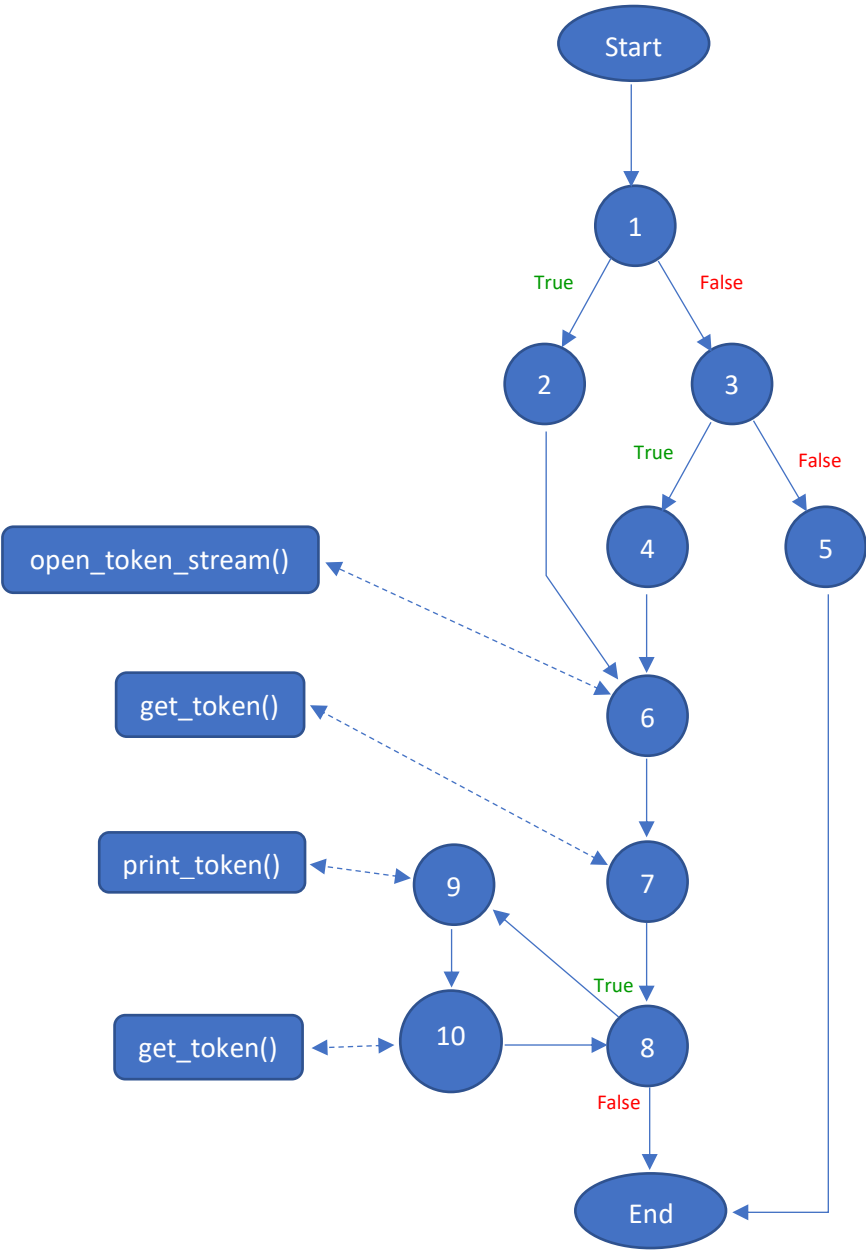 Start
1
True
False
2
3
True
False
open_token_stream()
4
5
get_token()
6
print_token()
9
7
True
get_token()
10
8
False
End